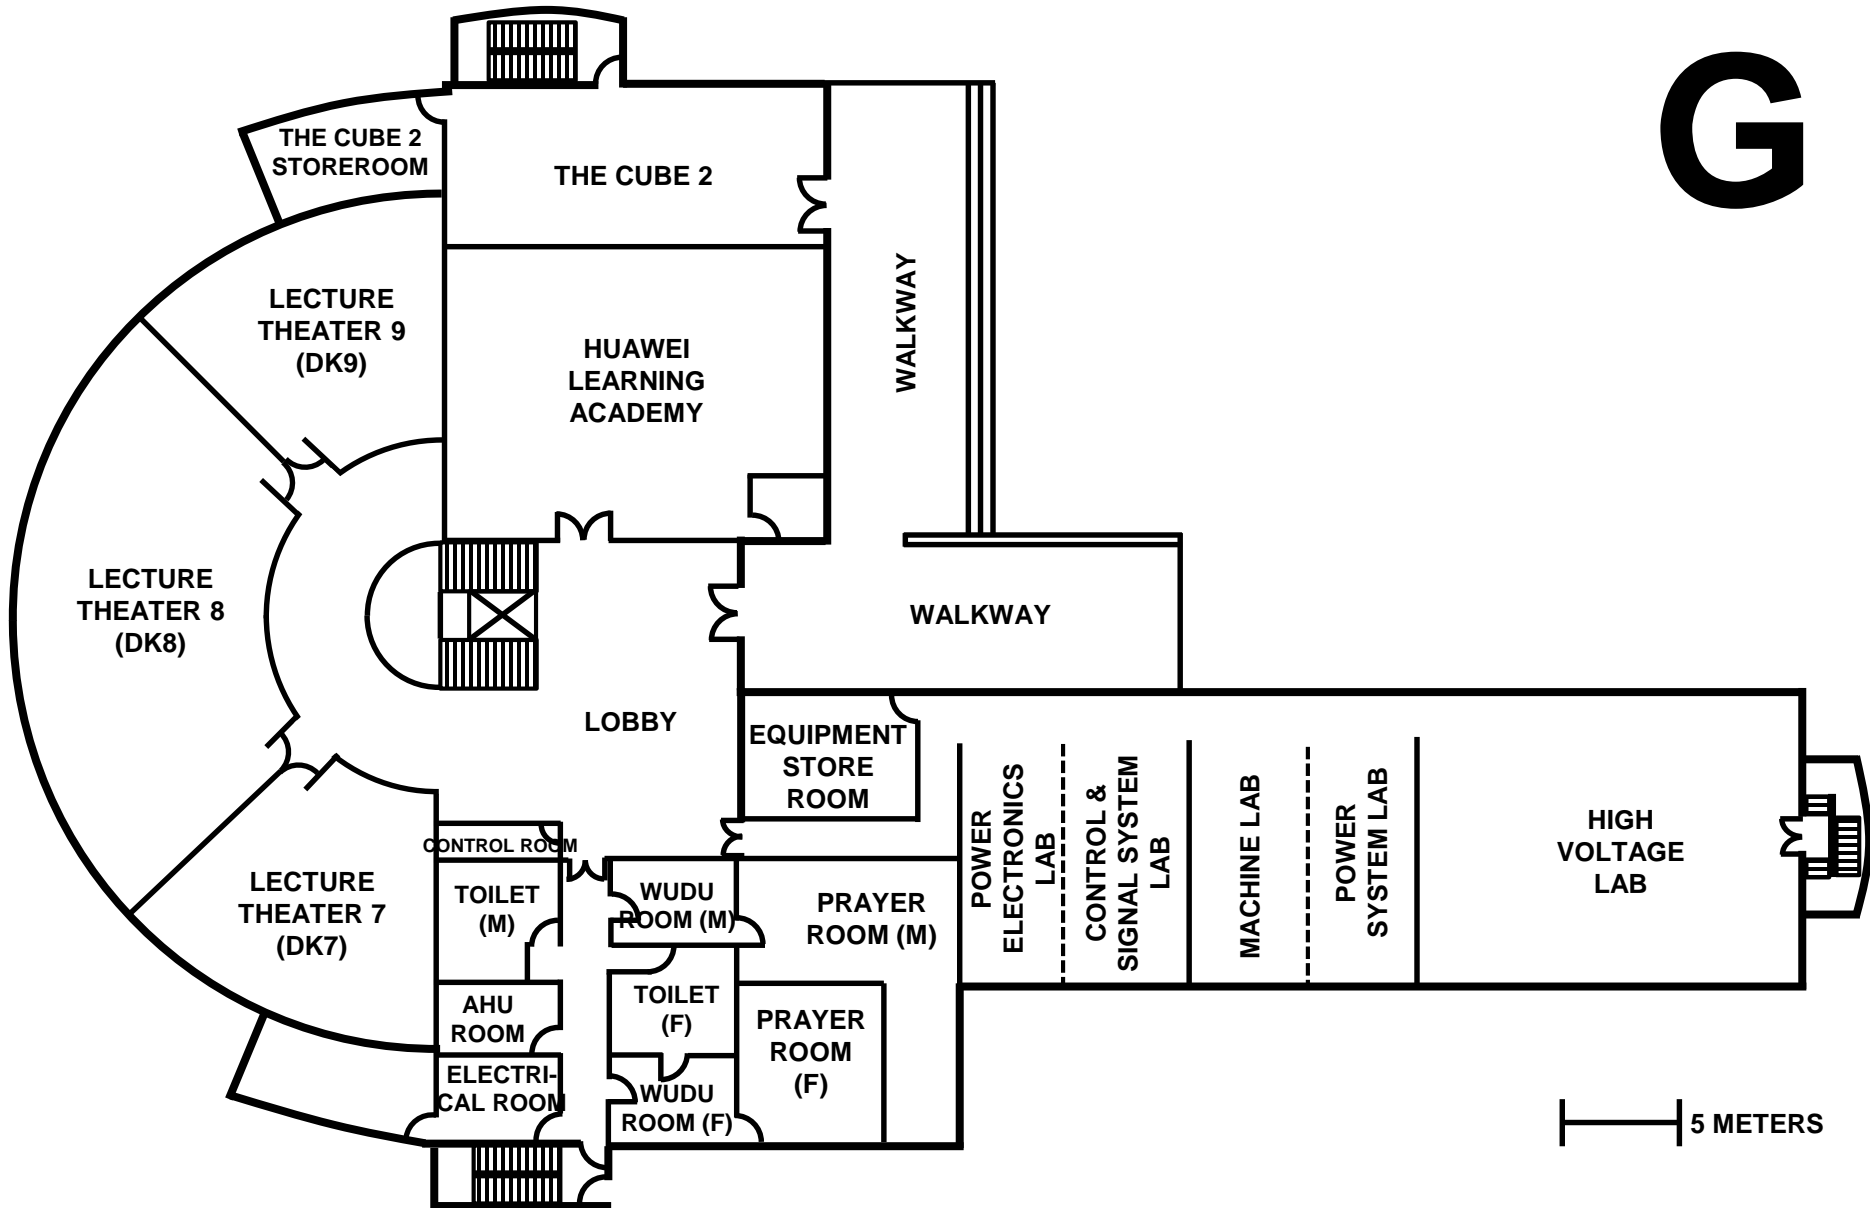 G
THE CUBE 2
STOREROOM
THE CUBE 2
LECTURE
THEATER 9
(DK9)
HUAWEI
LEARNING
ACADEMY
WALKWAY
LECTURE
THEATER 8
(DK8)
WALKWAY
LOBBY
EQUIPMENT
STORE
ROOM
POWER
ELECTRONICS
LAB
CONTROL &
SIGNAL SYSTEM
LAB
MACHINE LAB
POWER
SYSTEM LAB
HIGH
VOLTAGE
LAB
CONTROL ROOM
LECTURE
THEATER 7
(DK7)
TOILET
(M)
WUDU
ROOM (M)
PRAYER
ROOM (M)
AHU
ROOM
TOILET
(F)
PRAYER
ROOM
(F)
ELECTRI-
CAL ROOM
WUDU
ROOM (F)
5 METERS